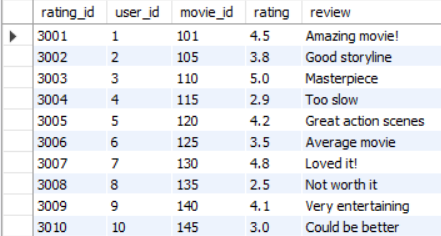 rating_id user_id movie_id rating review
3001 1 101 4.5 Amazing movie!
3002 2 105 3.8 Good storyline
3003 3 110 5.0 Masterpiece
3004 4 115 2.9 Too slow
3005 5 120 4.2 Great action scenes
3006 6 125 3.5 Average movie
3007 7 130 4.8 Loved it!
3008 8 135 2.5 Not worth it
3009 9 140 4.1 Very entertaining
3010 10 145 3.0 Could be better